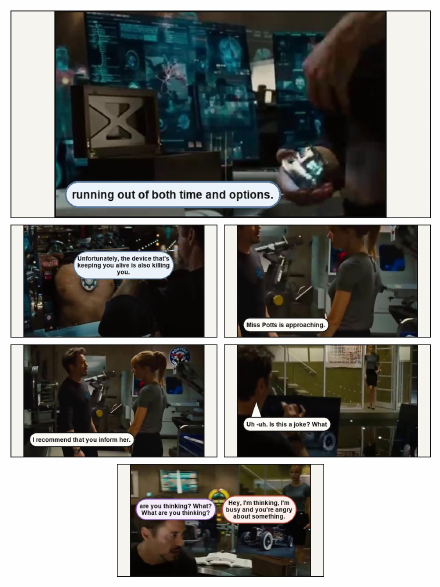 running out of both time and options.
Unfortunately, the device that's
keeping you alive is also killing
you.
Miss Potts is approaching.
I recommend that you inform her.
Uh -uh. Is this a joke? What
are you thinking? What?
What are you thinking?
Hey, I'm thinking, I'm
busy and you're angry
about something.